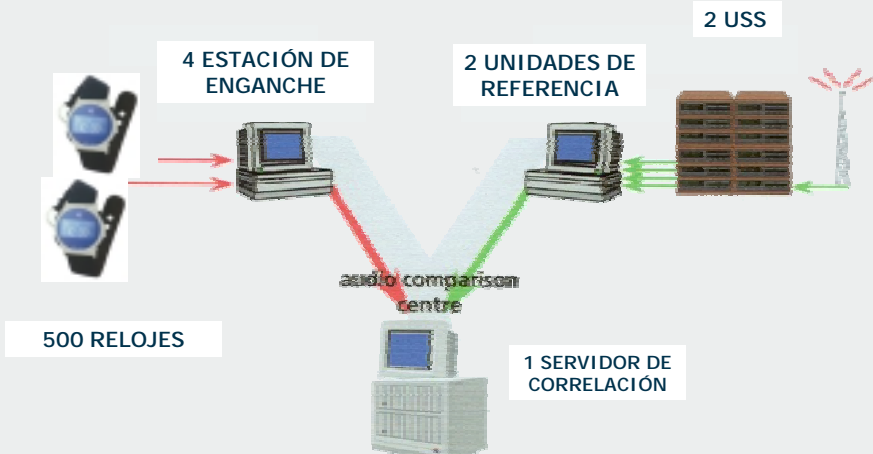 2 USS
4 ESTACIÓN DE
ENGANCHE
2 UNIDADES DE
REFERENCIA
audio comparison
centre
500 RELOJES
1 SERVIDOR DE
CORRELACIÓN